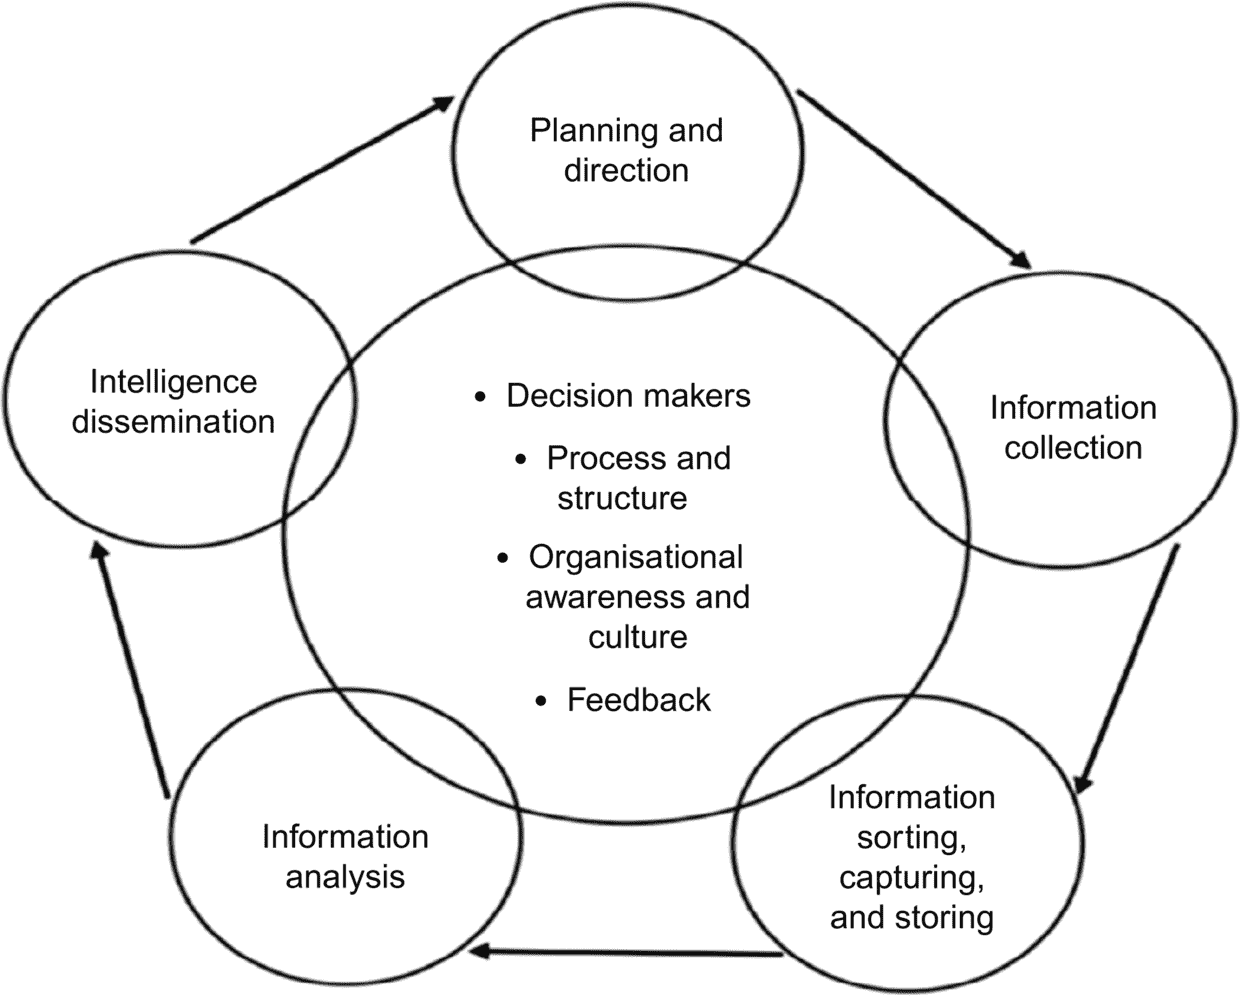 Planning and
direction
Information
collection
Information
sorting,
capturing,
and storing
Information
analysis
Intelligence
dissemination
• Decision makers
• Process and
structure
• Organisational
awareness and
culture
• Feedback